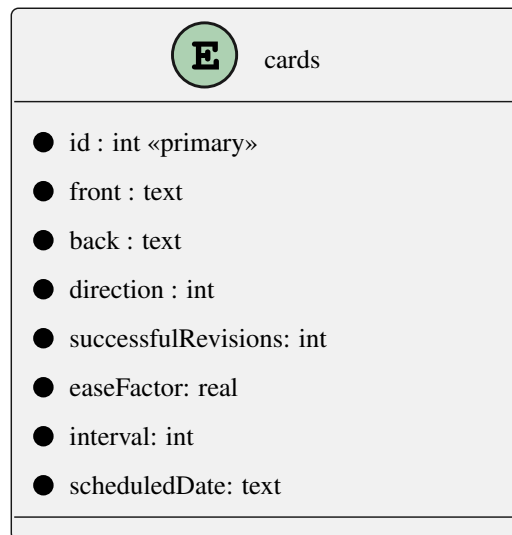 E cards
id : int «primary»
front : text
back : text
direction : int
successfulRevisions: int
easeFactor: real
interval: int
scheduledDate: text